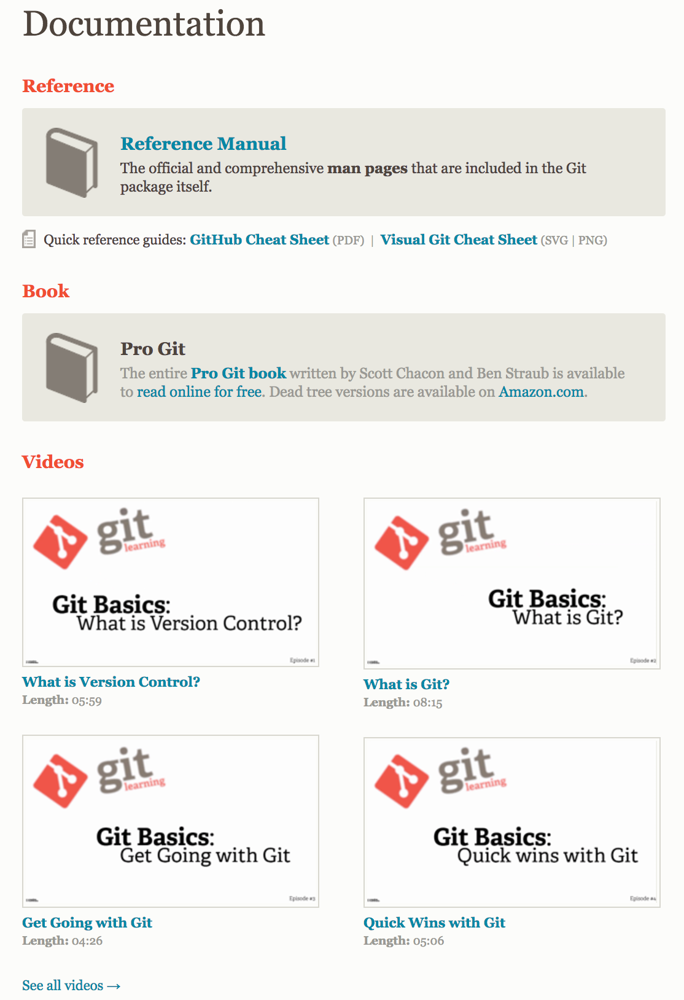 Documentation
Reference
Reference Manual
The official and comprehensive man pages that are included in the Git
package itself.
Quick reference guides: GitHub Cheat Sheet (PDF) | Visual Git Cheat Sheet (SVG | PNG)
Book
Pro Git
The entire Pro Git book written by Scott Chacon and Ben Straub is available
to read online for free. Dead tree versions are available on Amazon.com.
Videos
git
learning
Git Basics:
What is Version Control?
Episode #1
What is Version Control?
Length: 05:59
git
learning
Git Basics:
What is Git?
Episode #2
What is Git?
Length: 08:15
git
learning
Git Basics:
Get Going with Git
Episode #3
Get Going with Git
Length: 04:26
git
learning
Git Basics:
Quick wins with Git
Episode #4
Quick Wins with Git
Length: 05:06
See all videos →